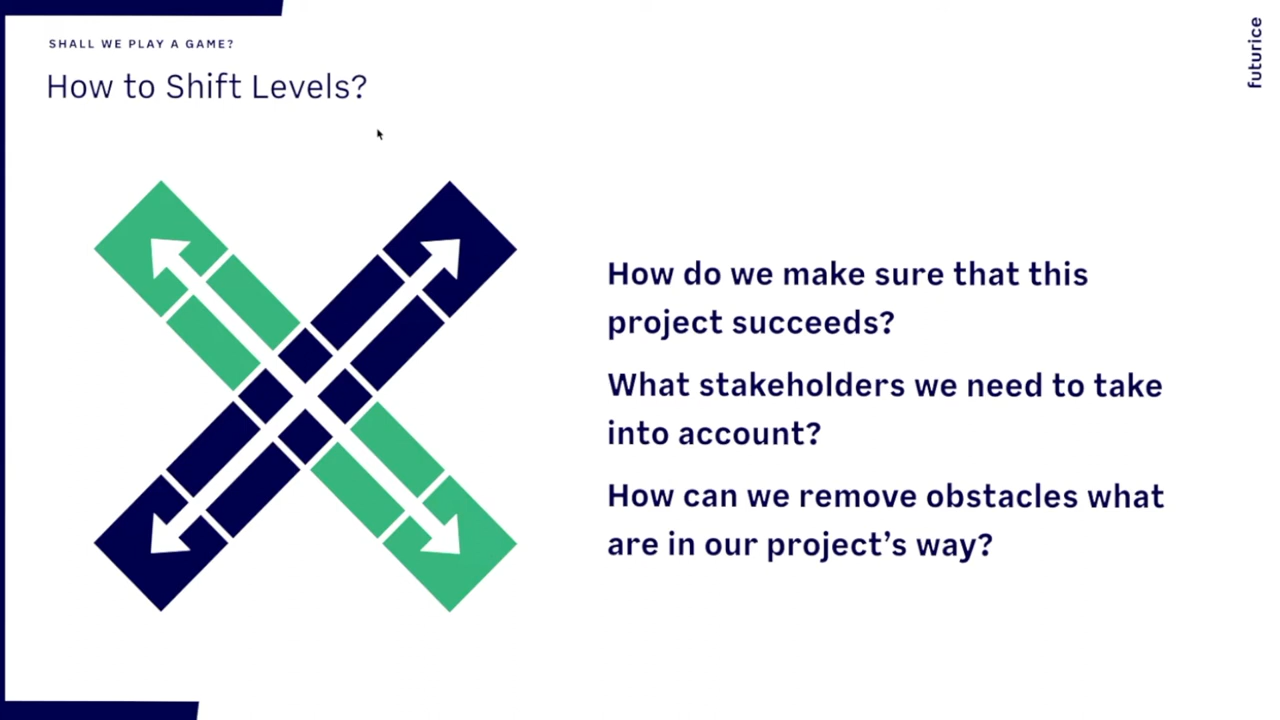 SHALL WE PLAY A GAME?
How to Shift Levels?
futurice
How do we make sure that this
project succeeds?
What stakeholders we need to take
into account?
How can we remove obstacles what
are in our project’s way?